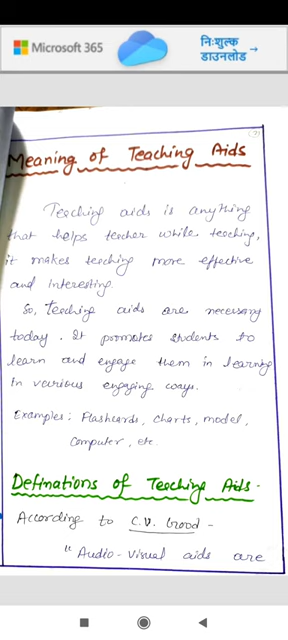 Microsoft 365
निःशुल्क
डाउनलोड →
Meaning of Teaching Aids
Teaching aids is anything
that helps teacher while teaching,
it makes teaching more effective
and interesting.
So, teaching aids are necessary
today. It promotes students to
learn and engage them in learning
in various engaging ways.
Examples: Flashcards, charts, model,
computer, etc.
Definations of Teaching Aids -
According to C.V. Good -
"Audio-Visual aids are